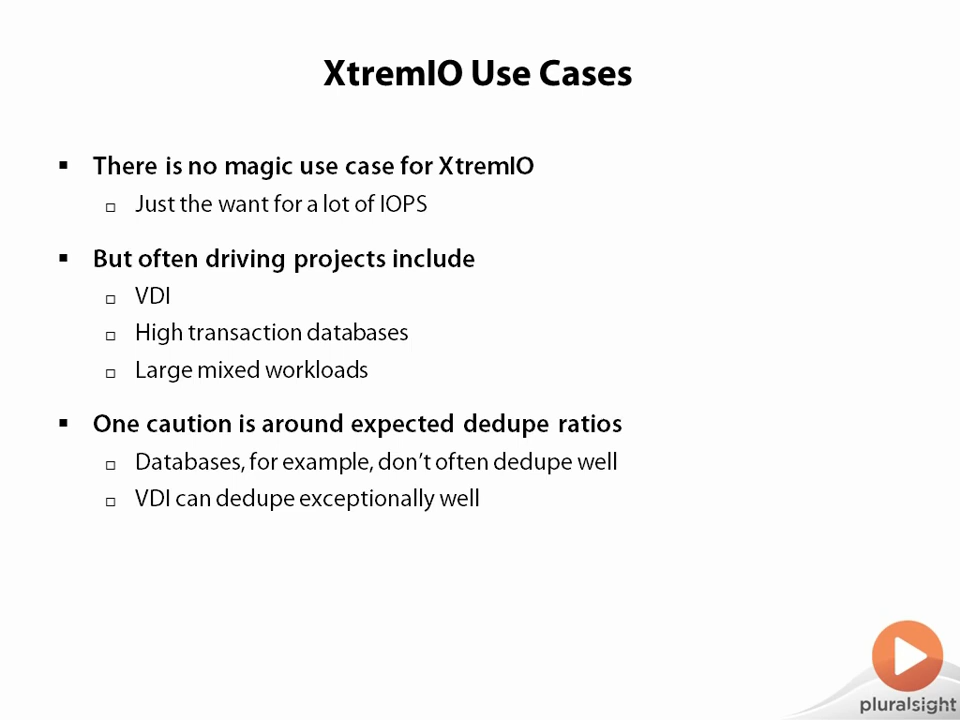 XtremIO Use Cases
There is no magic use case for XtremIO
Just the want for a lot of IOPS
But often driving projects include
VDI
High transaction databases
Large mixed workloads
One caution is around expected dedupe ratios
Databases, for example, don't often dedupe well
VDI can dedupe exceptionally well
pluralsight